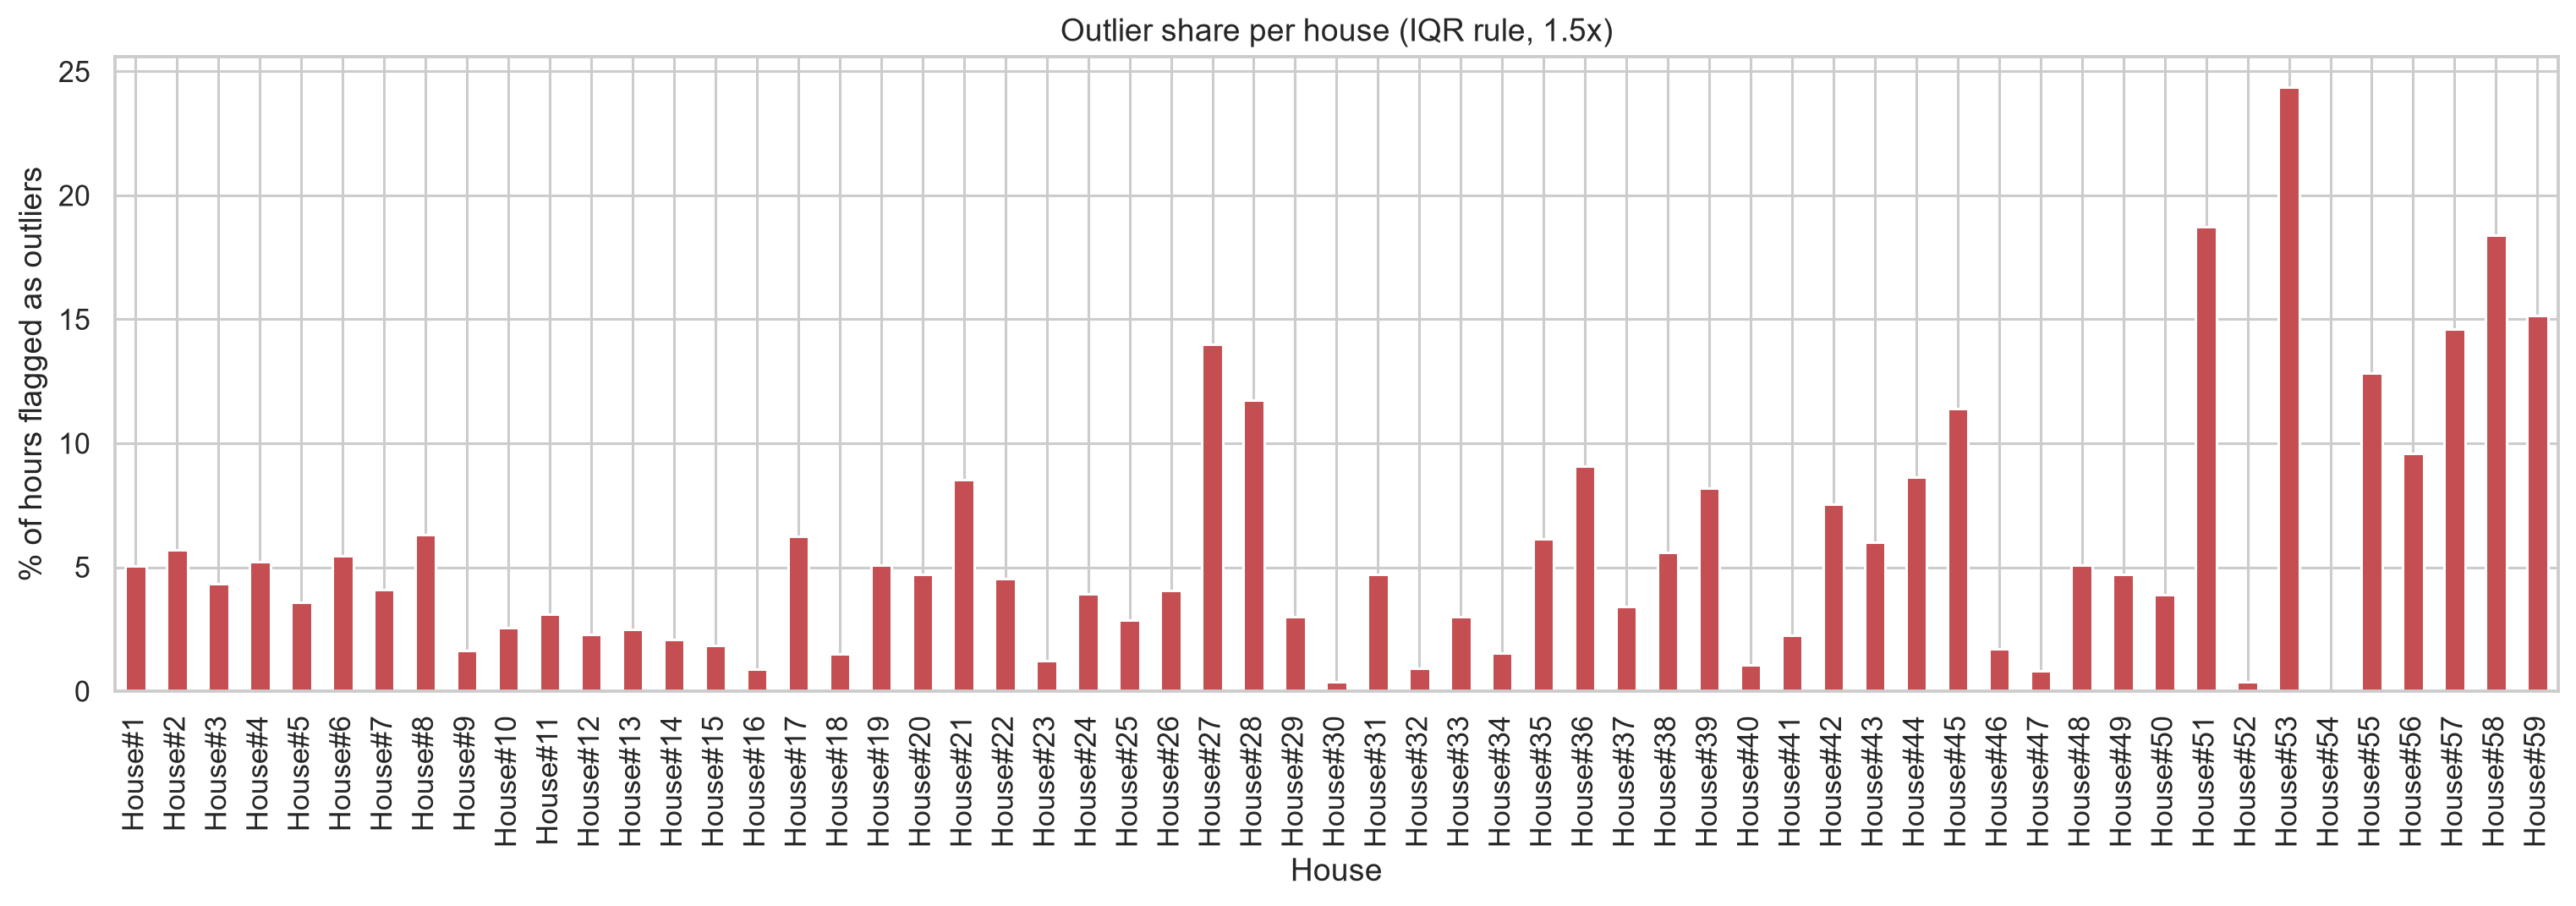 Outlier share per house (IQR rule, 1.5x)
% of hours flagged as outliers
25
20
15
10
5
0
House#1
House#2
House#3
House#4
House#5
House#6
House#7
House#8
House#9
House#10
House#11
House#12
House#13
House#14
House#15
House#16
House#17
House#18
House#19
House#20
House#21
House#22
House#23
House#24
House#25
House#26
House#27
House#28
House#29
House#30
House#31
House#32
House#33
House#34
House#35
House#36
House#37
House#38
House#39
House#40
House#41
House#42
House#43
House#44
House#45
House#46
House#47
House#48
House#49
House#50
House#51
House#52
House#53
House#54
House#55
House#56
House#57
House#58
House#59
House